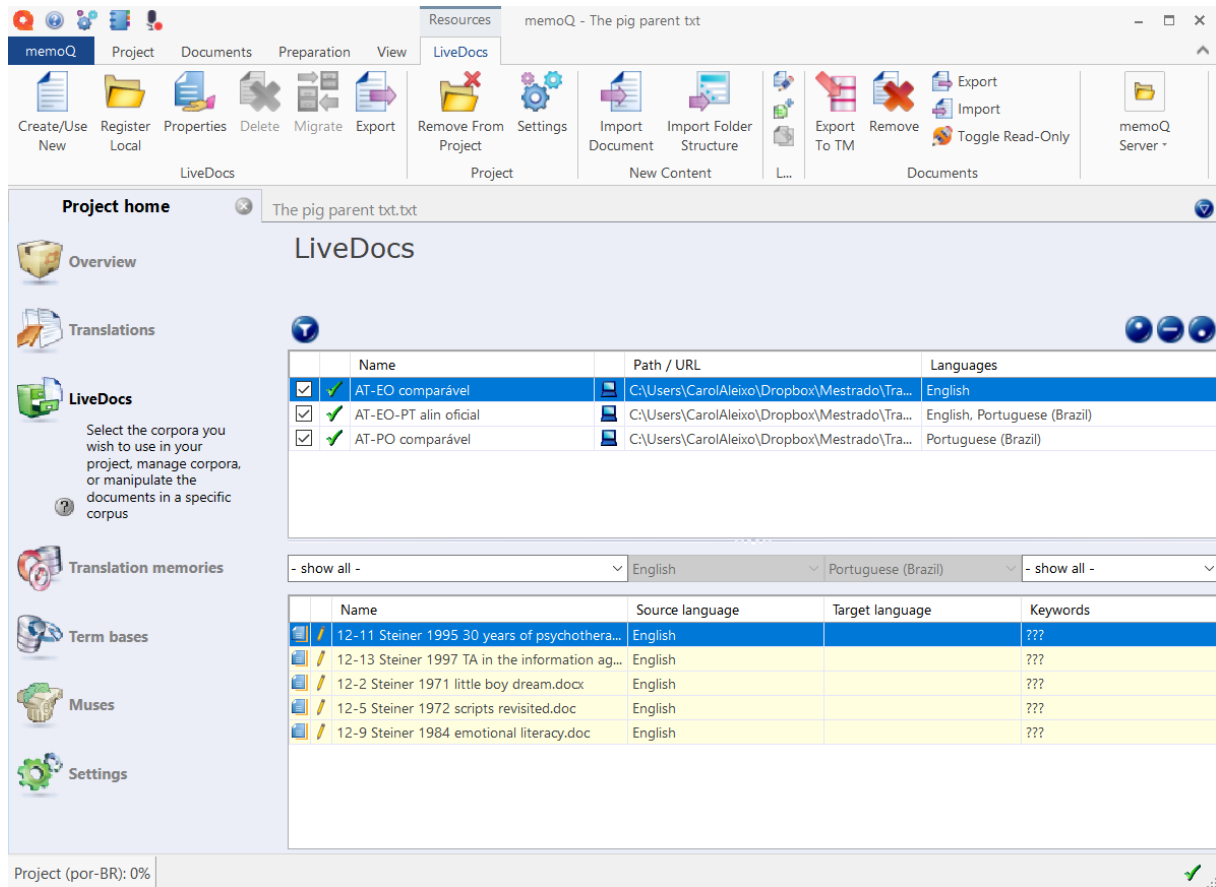 Resources memoQ - The pig parent txt
memoQ Project Documents Preparation View LiveDocs
Create/Use New
Register Local
Properties
Delete
Migrate
Export
Remove From Project
Settings
Import Document
Import Folder Structure
Export To TM
Remove
Export
Import
Toggle Read-Only
memoQ Server
LiveDocs Project New Content L... Documents
Project home The pig parent txt.txt
Overview
Translations
LiveDocs
Select the corpora you
wish to use in your
project, manage corpora,
or manipulate the
documents in a specific
corpus
Translation memories
Term bases
Muses
Settings
LiveDocs
Name Path / URL Languages
AT-EO comparável C:\Users\CarolAleixo\Dropbox\Mestrado\Tra... English
AT-EO-PT alin oficial C:\Users\CarolAleixo\Dropbox\Mestrado\Tra... English, Portuguese (Brazil)
AT-PO comparável C:\Users\CarolAleixo\Dropbox\Mestrado\Tra... Portuguese (Brazil)
- show all - English Portuguese (Brazil) - show all -
Name Source language Target language Keywords
12-11 Steiner 1995 30 years of psychothera... English ???
12-13 Steiner 1997 TA in the information ag... English ???
12-2 Steiner 1971 little boy dream.docx English ???
12-5 Steiner 1972 scripts revisited.doc English ???
12-9 Steiner 1984 emotional literacy.doc English ???
Project (por-BR): 0%